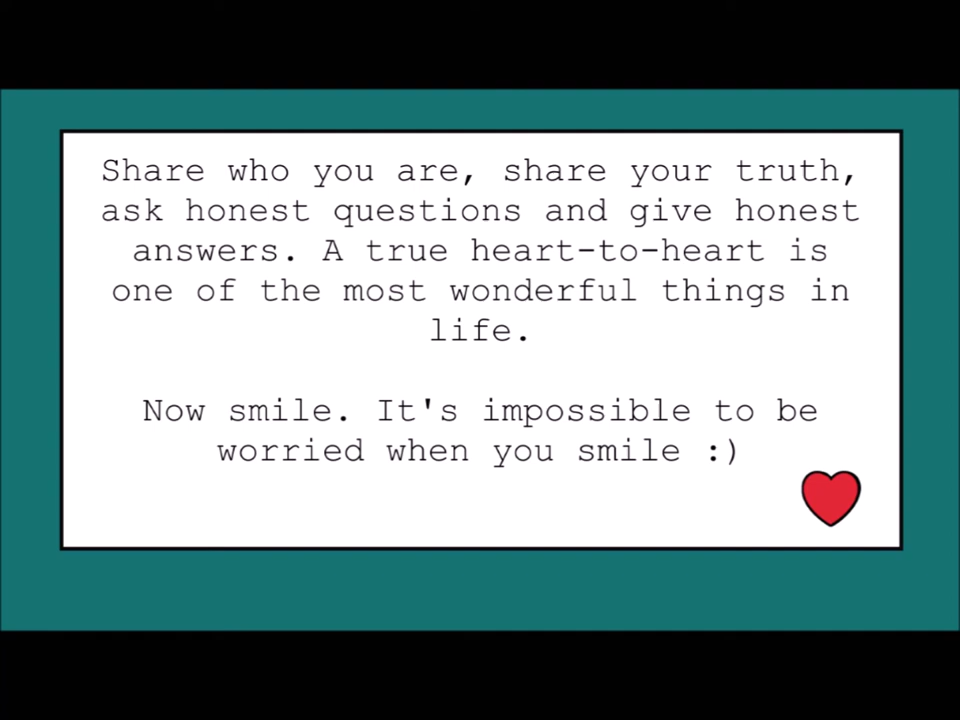 Share who you are, share your truth,
ask honest questions and give honest
answers. A true heart-to-heart is
one of the most wonderful things in
life.
Now smile. It's impossible to be
worried when you smile :)